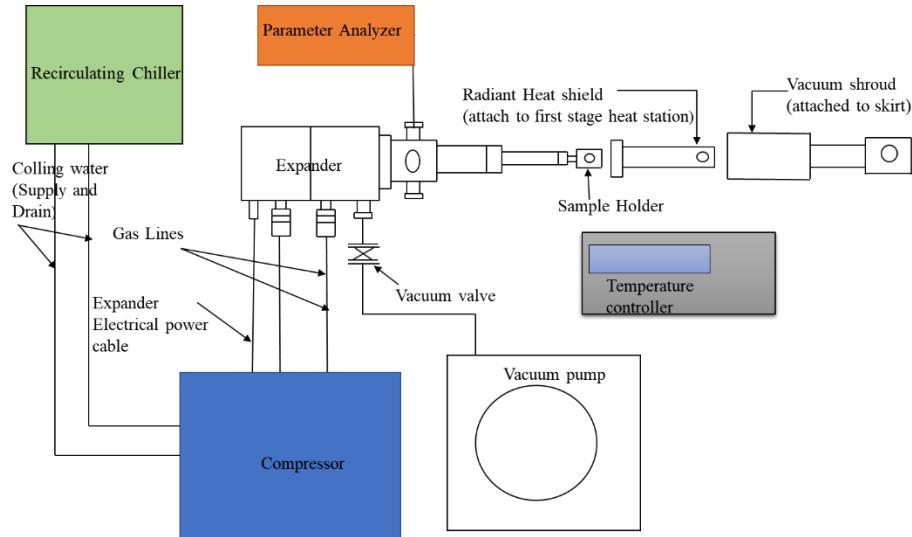 Parameter Analyzer
Recirculating Chiller
Radiant Heat shield
(attach to first stage heat station)
Vacuum shroud
(attached to skirt)
Expander
Colling water
(Supply and
Drain)
Sample Holder
Gas Lines
Temperature
controller
Vacuum valve
Expander
Electrical power
cable
Vacuum pump
Compressor